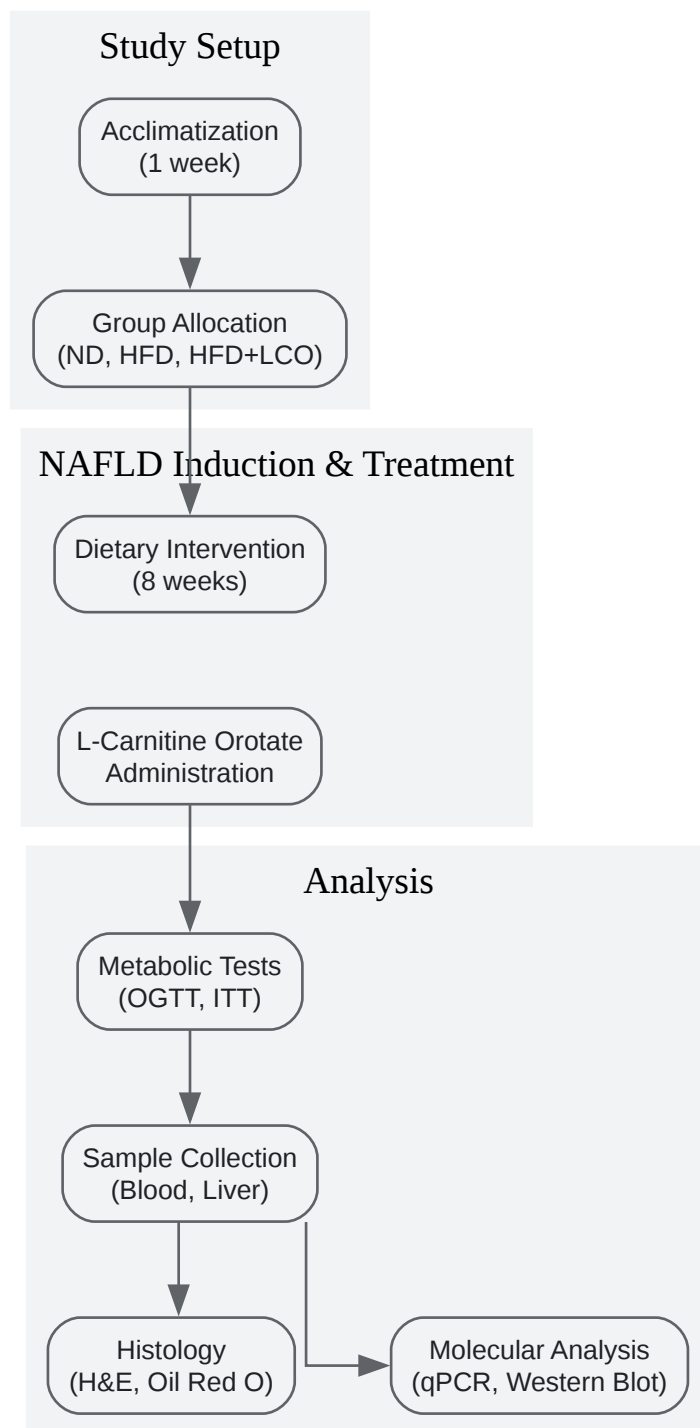 Study Setup
Acclimatization
(1 week)
Group Allocation
(ND, HFD, HFD+LCO)
NAFLD Induction & Treatment
Dietary Intervention
(8 weeks)
L-Carnitine Orotate
Administration
Analysis
Metabolic Tests
(OGTT, ITT)
Sample Collection
(Blood, Liver)
Histology
(H&E, Oil Red O)
Molecular Analysis
(qPCR, Western Blot)